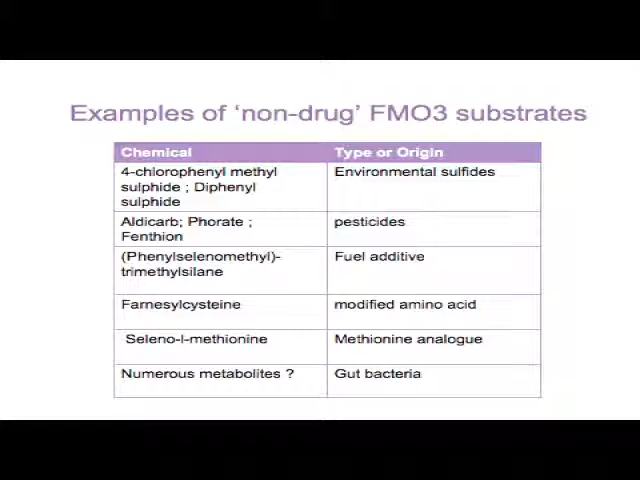 Examples of ‘non-drug’ FMO3 substrates
Chemical
Type or Origin
4-chlorophenyl methyl
sulphide ; Diphenyl
sulphide
Environmental sulfides
Aldicarb; Phorate ;
Fenthion
pesticides
(Phenylselenomethyl)-
trimethylsilane
Fuel additive
Farnesylcysteine
modified amino acid
Seleno-l-methionine
Methionine analogue
Numerous metabolites ?
Gut bacteria